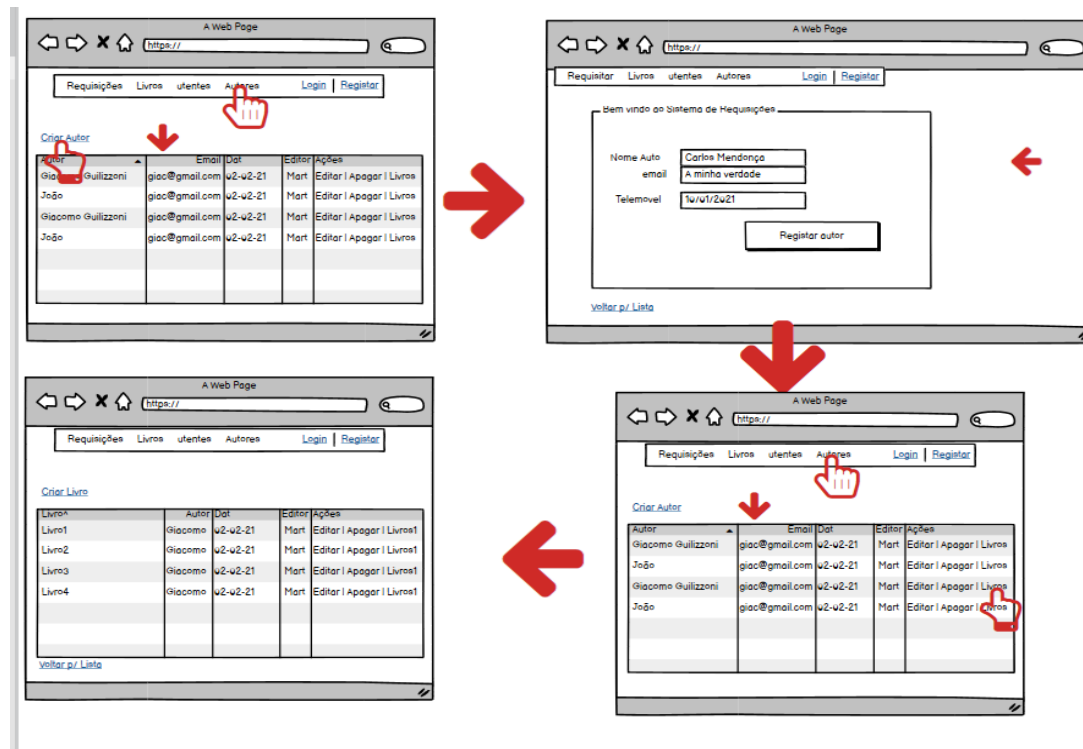 A Web Page
https://
Requisições Livros utentes Autores Login | Registar
Criar Autor
Autor Email Dat Editor Ações
Giacomo Guilizzoni giac@gmail.com 02-02-21 Mart Editar | Apagar | Livros
João giac@gmail.com 02-02-21 Mart Editar | Apagar | Livros
Giacomo Guilizzoni giac@gmail.com 02-02-21 Mart Editar | Apagar | Livros
João giac@gmail.com 02-02-21 Mart Editar | Apagar | Livros
A Web Page
https://
Requisitar Livros utentes Autores Login | Registar
Bem vindo ao Sistema de Requisições
Nome Auto Carlos Mendonça
email A minha verdade
Telemovel 10/01/2021
Registar autor
Voltar p/ Lista
A Web Page
https://
Requisições Livros utentes Autores Login | Registar
Criar Livro
Livro^ Autor Dat Editor Ações
Livro1 Giacomo 02-02-21 Mart Editar | Apagar | Livros1
Livro2 Giacomo 02-02-21 Mart Editar | Apagar | Livros1
Livro3 Giacomo 02-02-21 Mart Editar | Apagar | Livros1
Livro4 Giacomo 02-02-21 Mart Editar | Apagar | Livros1
Voltar p/ Lista
A Web Page
https://
Requisições Livros utentes Autores Login | Registar
Criar Autor
Autor Email Dat Editor Ações
Giacomo Guilizzoni giac@gmail.com 02-02-21 Mart Editar | Apagar | Livros
João giac@gmail.com 02-02-21 Mart Editar | Apagar | Livros
Giacomo Guilizzoni giac@gmail.com 02-02-21 Mart Editar | Apagar | Livros
João giac@gmail.com 02-02-21 Mart Editar | Apagar | Livros